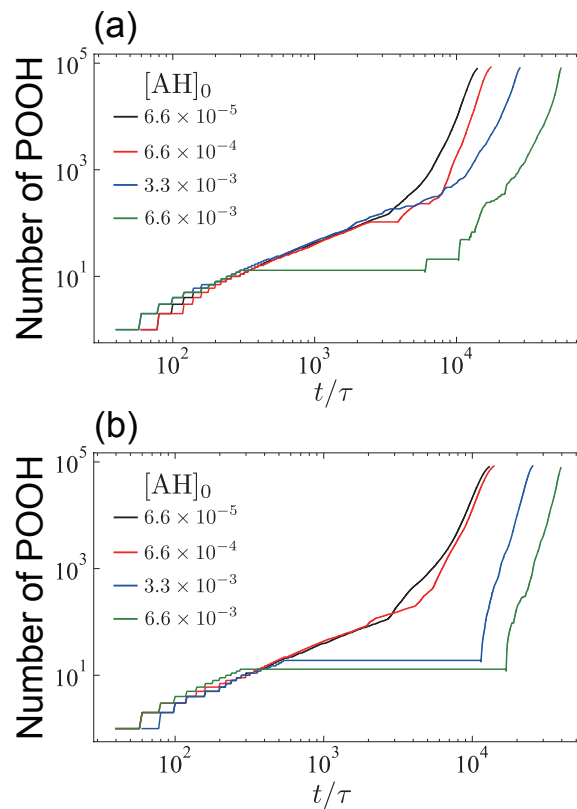 (a)
10^5
10^3
10^1
Number of POOH
[AH]_0
6.6 × 10^−5
6.6 × 10^−4
3.3 × 10^−3
6.6 × 10^−3
10^2 10^3 10^4
t/τ
(b)
10^5
10^3
10^1
Number of POOH
[AH]_0
6.6 × 10^−5
6.6 × 10^−4
3.3 × 10^−3
6.6 × 10^−3
10^2 10^3 10^4
t/τ